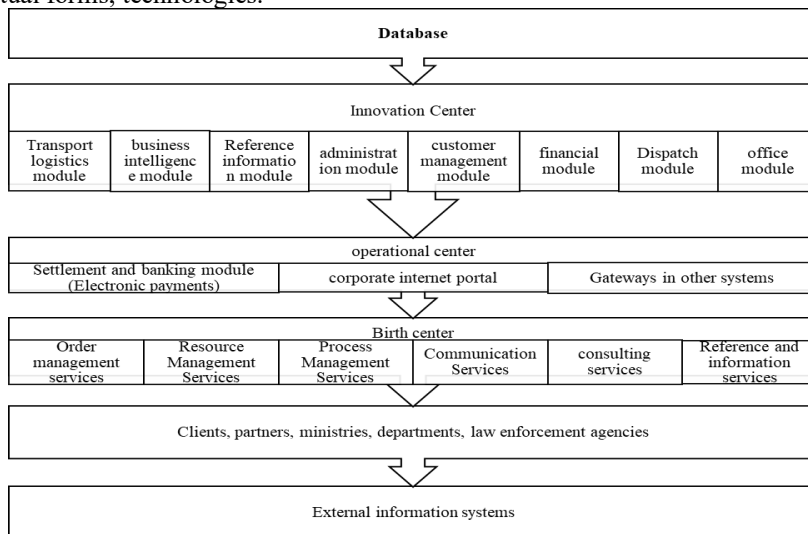 tual forms, technologies.
Database
Innovation Center
Transport
logistics
module
business
intelligenc
e module
Reference
informatio
n module
administrat
ion module
customer
management
module
financial
module
Dispatch
module
office
module
operational center
Settlement and banking module
(Electronic payments)
corporate internet portal
Gateways in other systems
Birth center
Order
management
services
Resource
Management
Services
Process
Management
Services
Communication
Services
consulting
services
Reference and
information
services
Clients, partners, ministries, departments, law enforcement agencies
External information systems